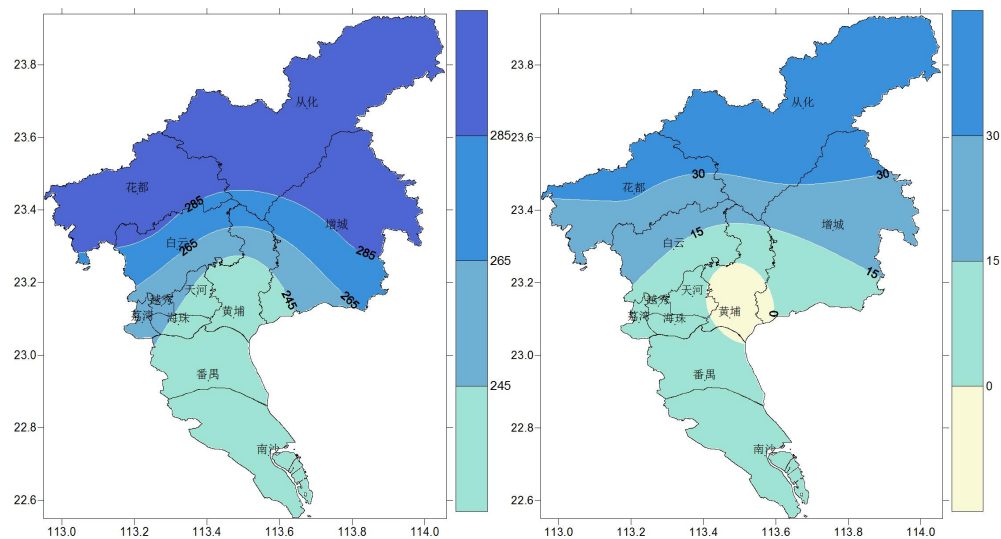 23.8
23.6
23.4
23.2
23.0
22.8
22.6
113.0
113.2
113.4
113.6
113.8
114.0
从化
花都
增城
白云
天河
越秀
黄埔
荔湾
海珠
番禺
南沙
285
285
265
265
245
285
265
245
23.8
23.6
23.4
23.2
23.0
22.8
22.6
113.0
113.2
113.4
113.6
113.8
114.0
从化
花都
增城
白云
天河
越秀
黄埔
荔湾
海珠
番禺
南沙
30
30
15
15
0
30
15
0